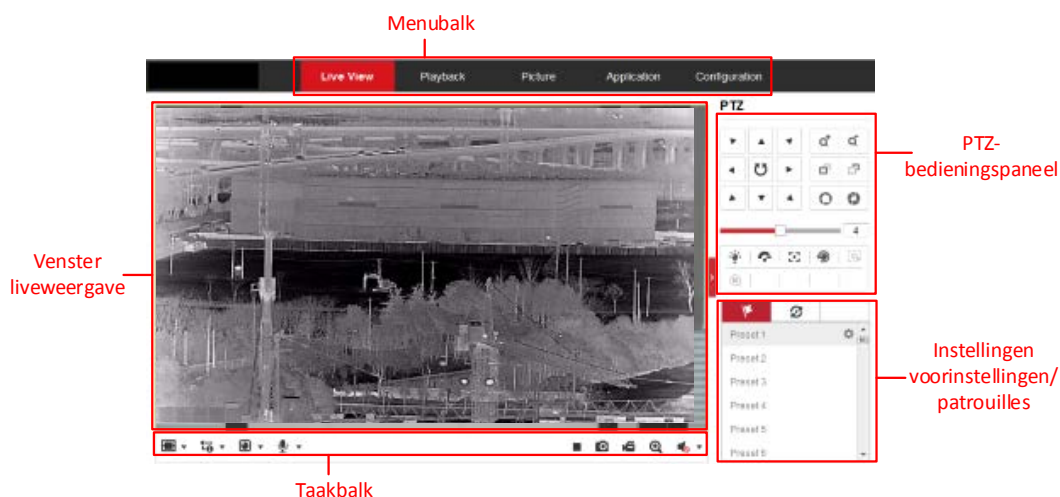 Menubalk
Live View Playback Picture Application Configuration
PTZ
PTZ-
bedieningspaneel
4
Venster
liveweergave
Preset 1
Preset 2
Preset 3
Preset 4
Preset 5
Preset 6
Instellingen
voorinstellingen/
patrouilles
Taakbalk